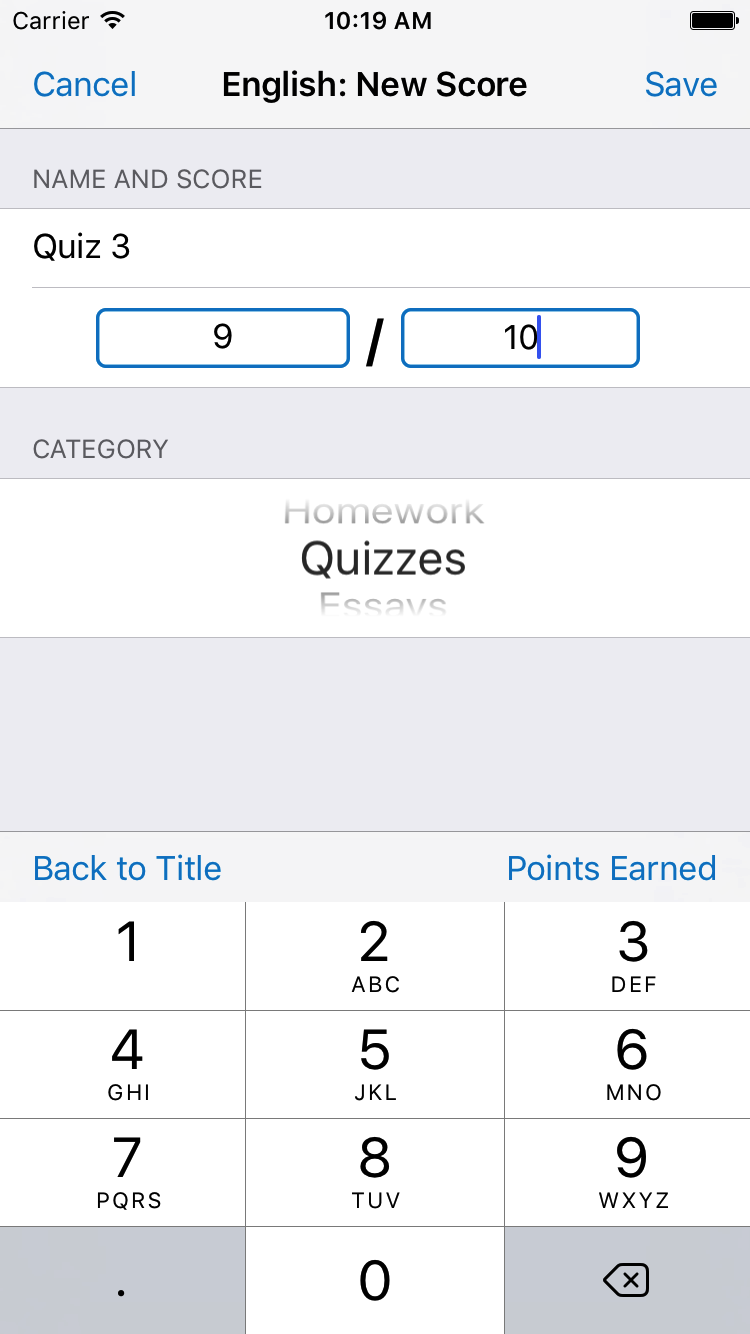 Carrier 10:19 AM
Cancel English: New Score Save
NAME AND SCORE
Quiz 3
9 / 10
CATEGORY
Homework
Quizzes
Essays
Back to Title Points Earned
1 2 3
ABC DEF
4 5 6
GHI JKL MNO
7 8 9
PQRS TUV WXYZ
. 0